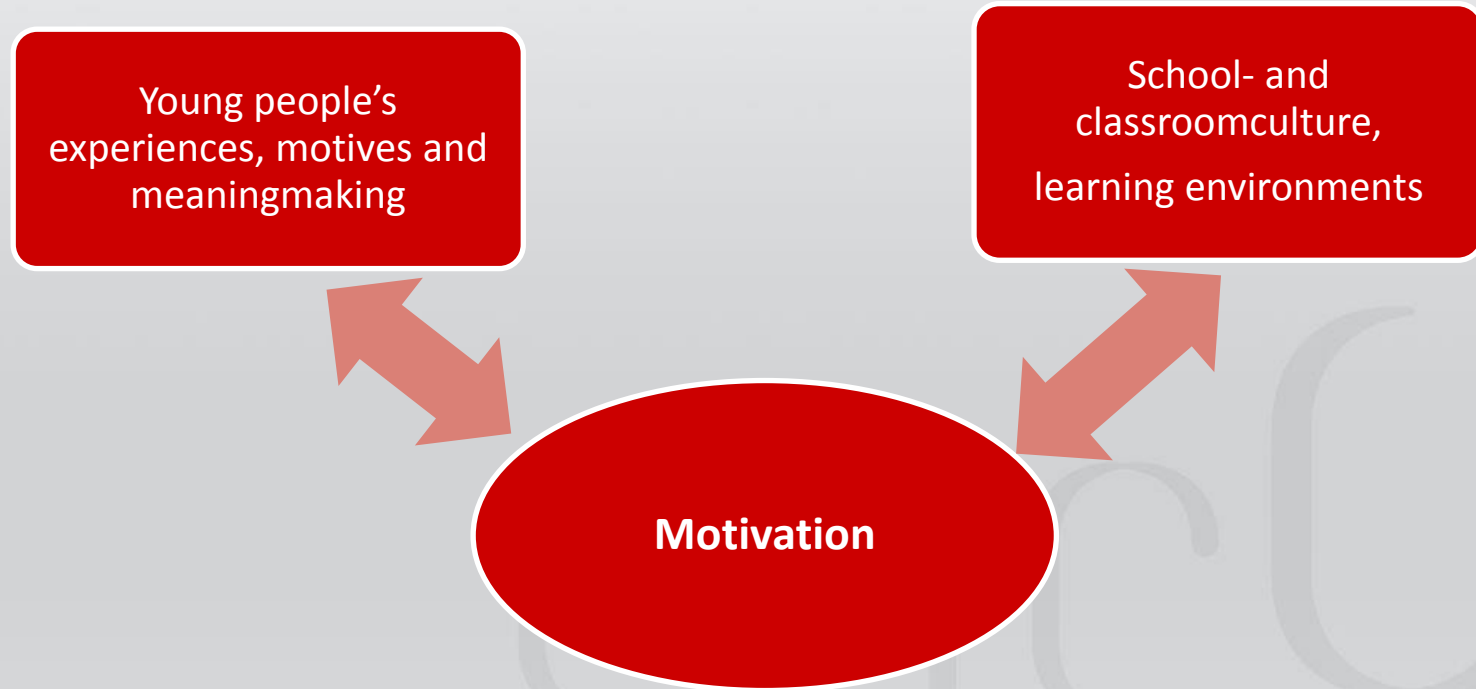 Young people’s
experiences, motives and
meaningmaking
School- and
classroomculture,
learning environments
Motivation